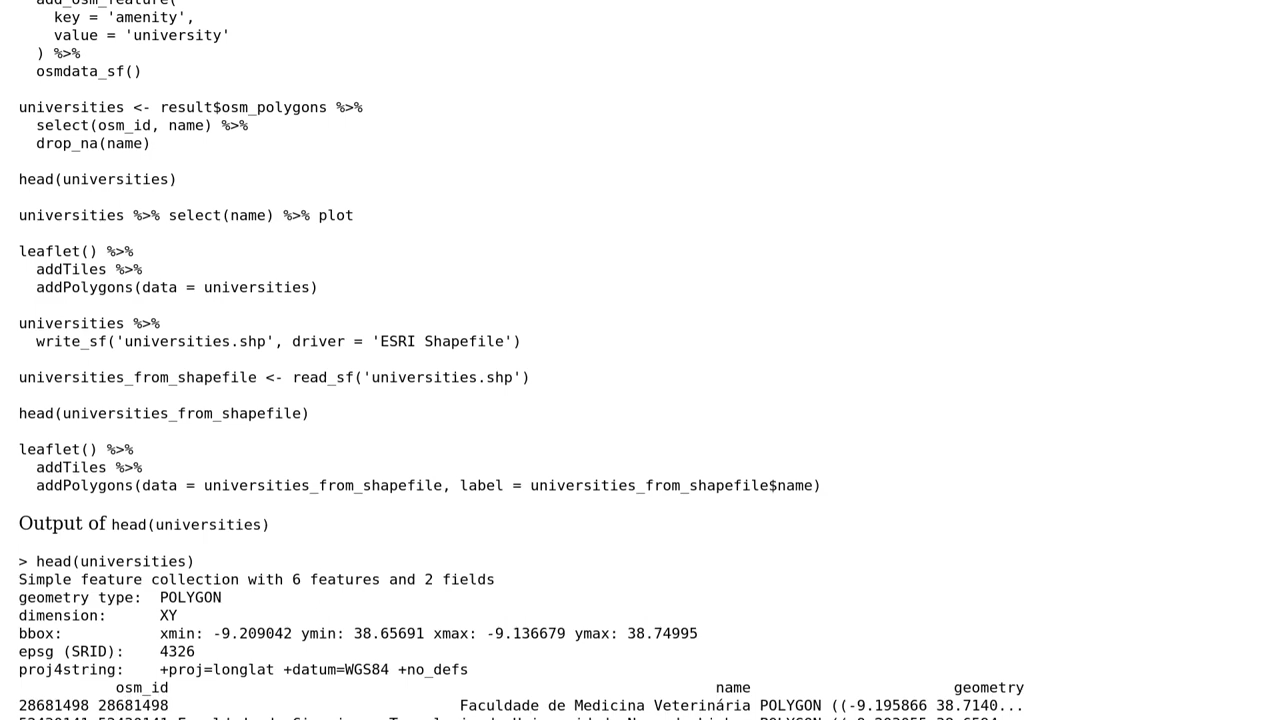 add_osm_feature(
    key = 'amenity',
    value = 'university'
  ) %>%
  osmdata_sf()

universities <- result$osm_polygons %>%
  select(osm_id, name) %>%
  drop_na(name)

head(universities)

universities %>% select(name) %>% plot

leaflet() %>%
  addTiles %>%
  addPolygons(data = universities)

universities %>%
  write_sf('universities.shp', driver = 'ESRI Shapefile')

universities_from_shapefile <- read_sf('universities.shp')

head(universities_from_shapefile)

leaflet() %>%
  addTiles %>%
  addPolygons(data = universities_from_shapefile, label = universities_from_shapefile$name)

Output of head(universities)

> head(universities)
Simple feature collection with 6 features and 2 fields
geometry type:  POLYGON
dimension:      XY
bbox:           xmin: -9.209042 ymin: 38.65691 xmax: -9.136679 ymax: 38.74995
epsg (SRID):    4326
proj4string:    +proj=longlat +datum=WGS84 +no_defs
           osm_id                                                               name                       geometry
28681498 28681498                                 Faculdade de Medicina Veterinária POLYGON ((-9.195866 38.7140...